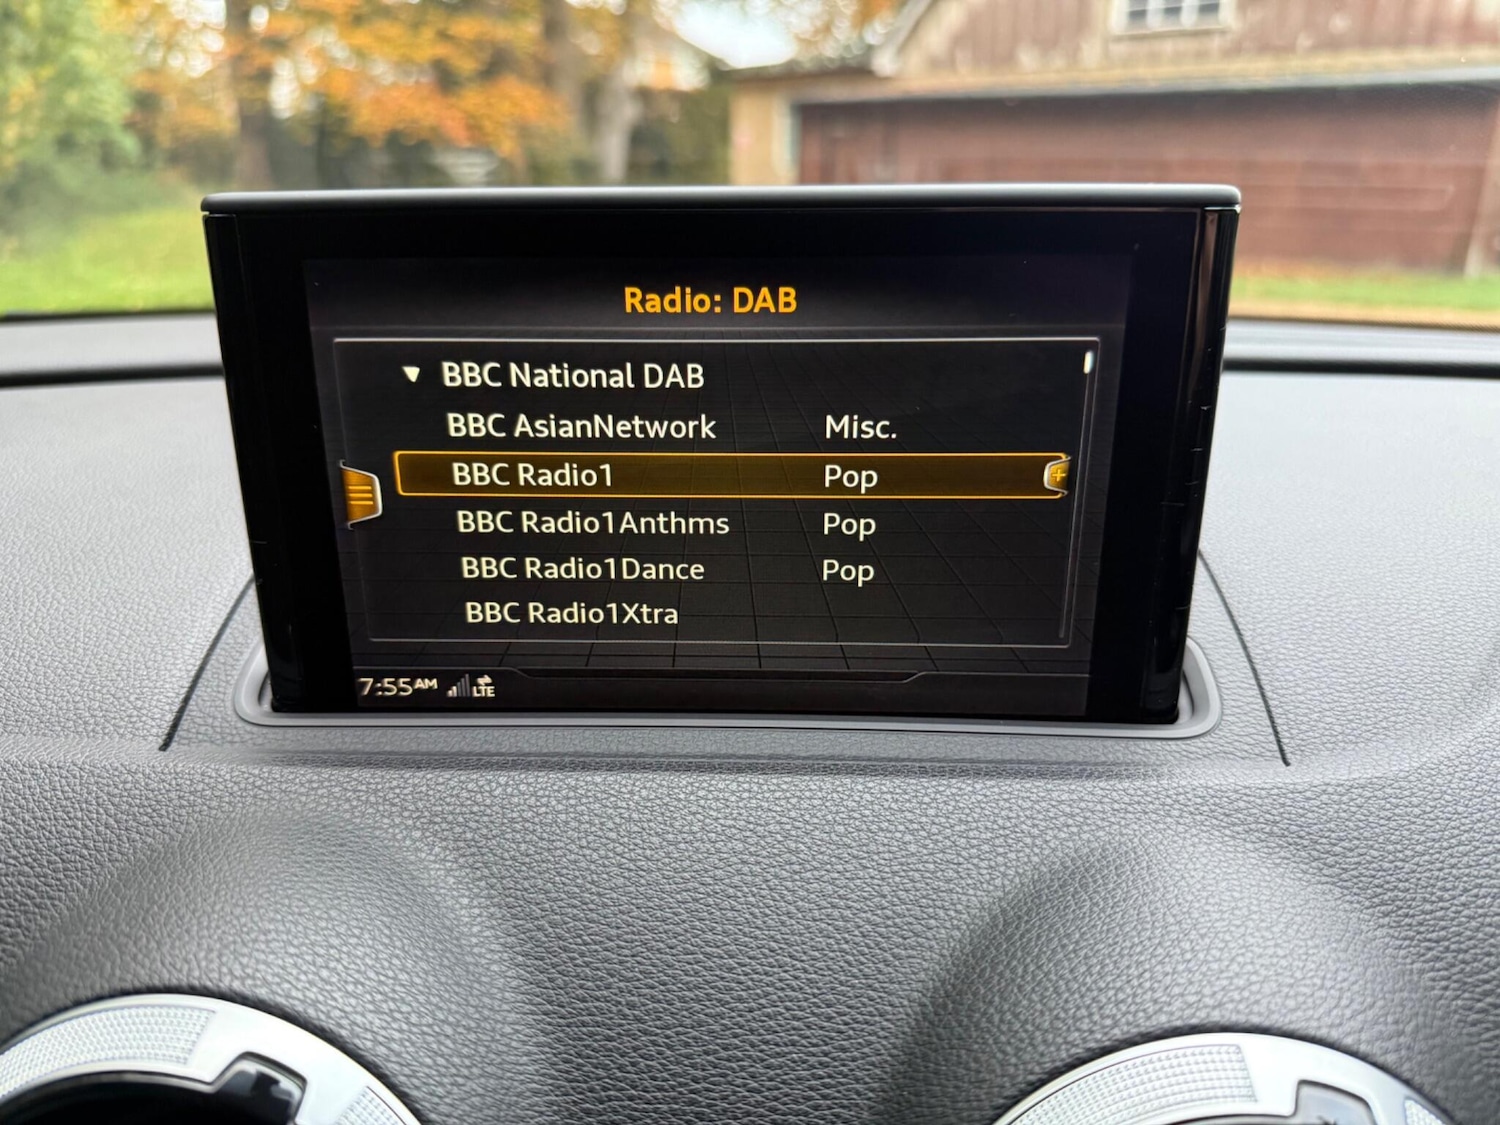 Radio: DAB
BBC National DAB
BBC AsianNetwork Misc.
BBC Radio1 Pop
BBC Radio1Anthms Pop
BBC Radio1Dance Pop
BBC Radio1Xtra
7:55AM LTE